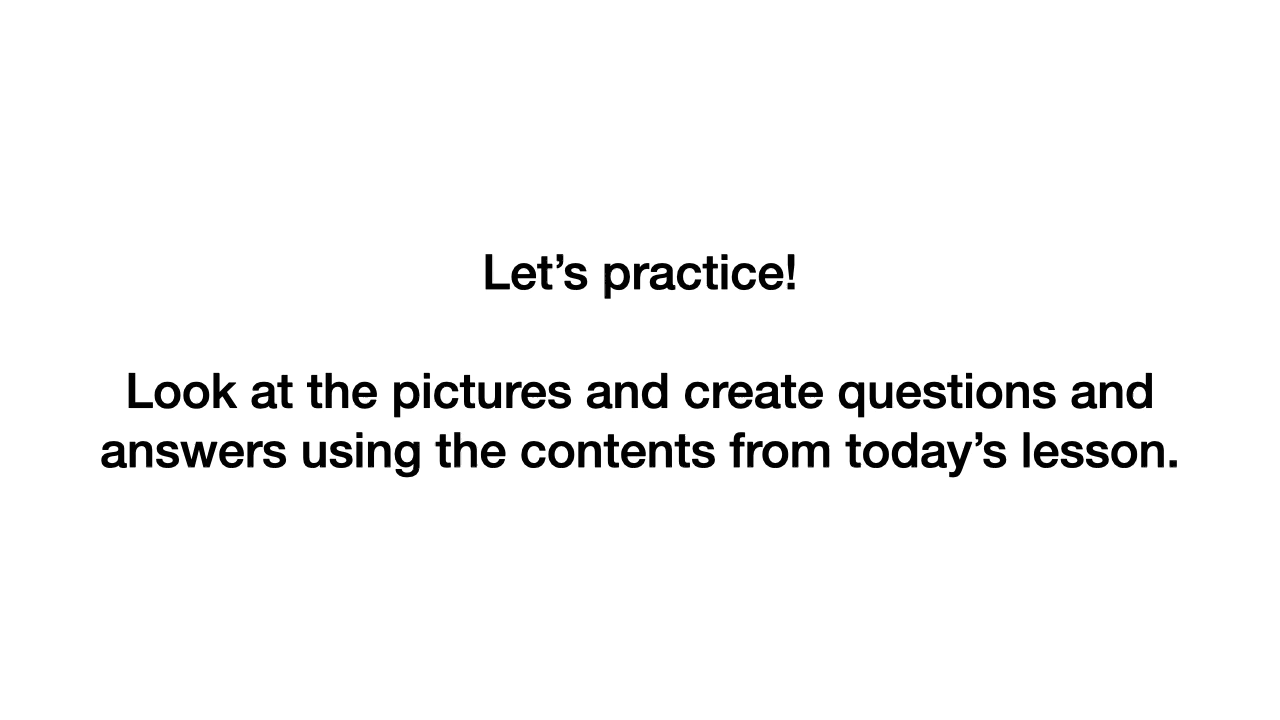 Let’s practice!
Look at the pictures and create questions and
answers using the contents from today’s lesson.